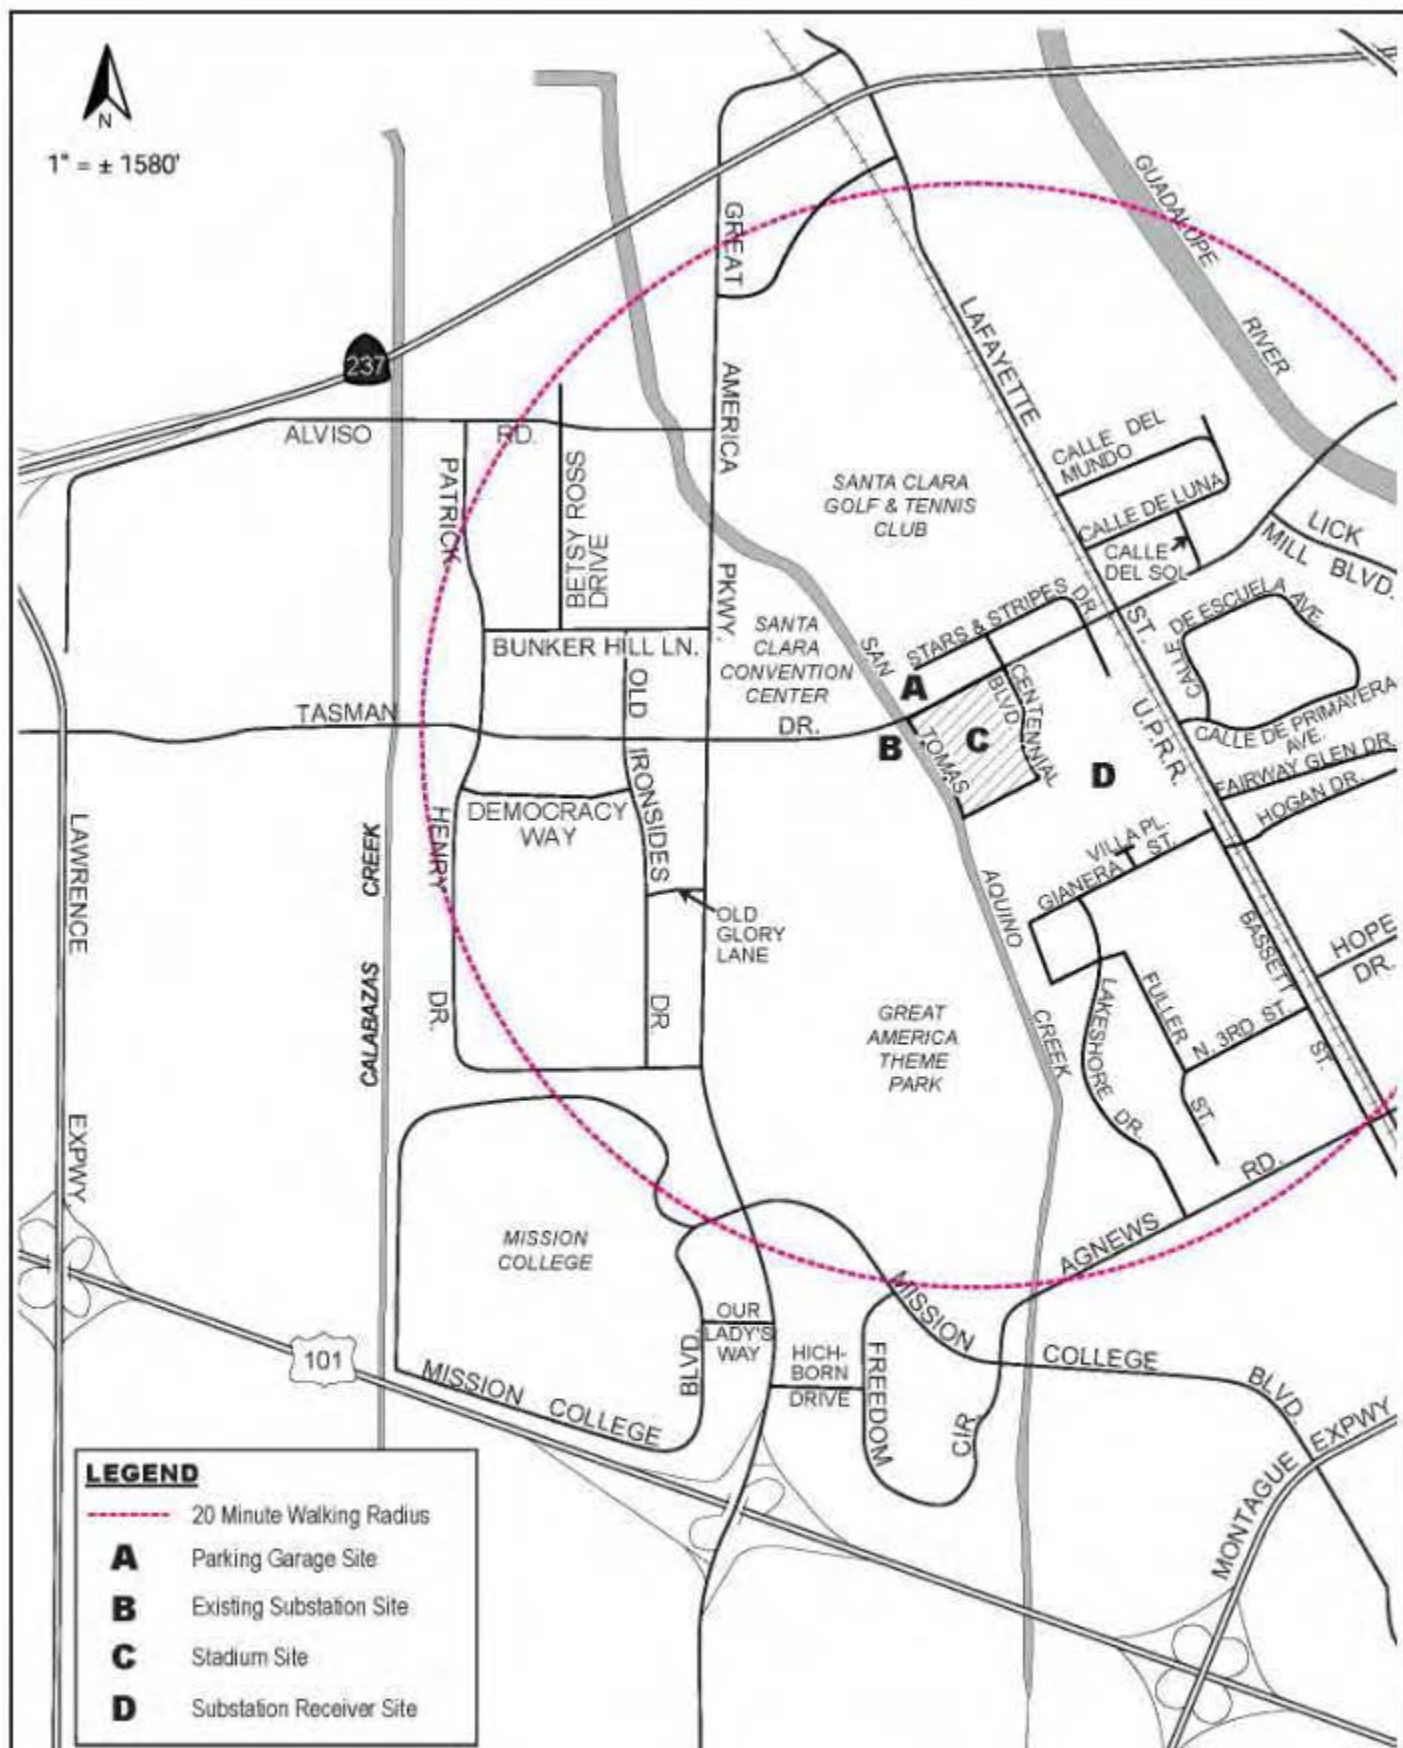 N
1" = ± 1580'
GUADALUPE
RIVER
GREAT
AMERICA
PKWY.
LAFAYETTE
ST.
U.P.R.R.
237
ALVISO
RD.
PATRICK
HENRY
DR.
BETSY ROSS
DRIVE
CALLE DEL
MUNDO
CALLE DE LUNA
CALLE
DEL SOL
LICK
MILL BLVD.
SANTA CLARA
GOLF & TENNIS
CLUB
CALLE DE ESCUELA AVE.
STARS & STRIPES DR
SANTA
CLARA
CONVENTION
CENTER
BUNKER HILL LN.
SAN
TOMAS
AQUINO
CREEK
A
B
C
D
CENTENNIAL
BLVD.
CALLE DE PRIMAVERA
AVE.
FAIRWAY GLEN DR
HOGAN DR.
TASMAN
DR.
OLD
IRONSIDES
DR
DEMOCRACY
WAY
OLD
GLORY
LANE
LAWRENCE
EXPWY.
CALABAZAS
CREEK
VILLA PL.
GIANERA
ST.
BASSETT
ST.
HOPE
DR.
FULLER
ST.
N. 3RD ST.
LAKESHORE
DR.
GREAT
AMERICA
THEME
PARK
AGNEWS
RD.
MISSION
COLLEGE
OUR
LADY'S
WAY
HICH-
BORN
DRIVE
FREEDOM
CIR
MISSION
COLLEGE
BLVD.
101
MISSION
COLLEGE
BLVD.
MONTAGUE
EXPWY
LEGEND
20 Minute Walking Radius
A Parking Garage Site
B Existing Substation Site
C Stadium Site
D Substation Receiver Site